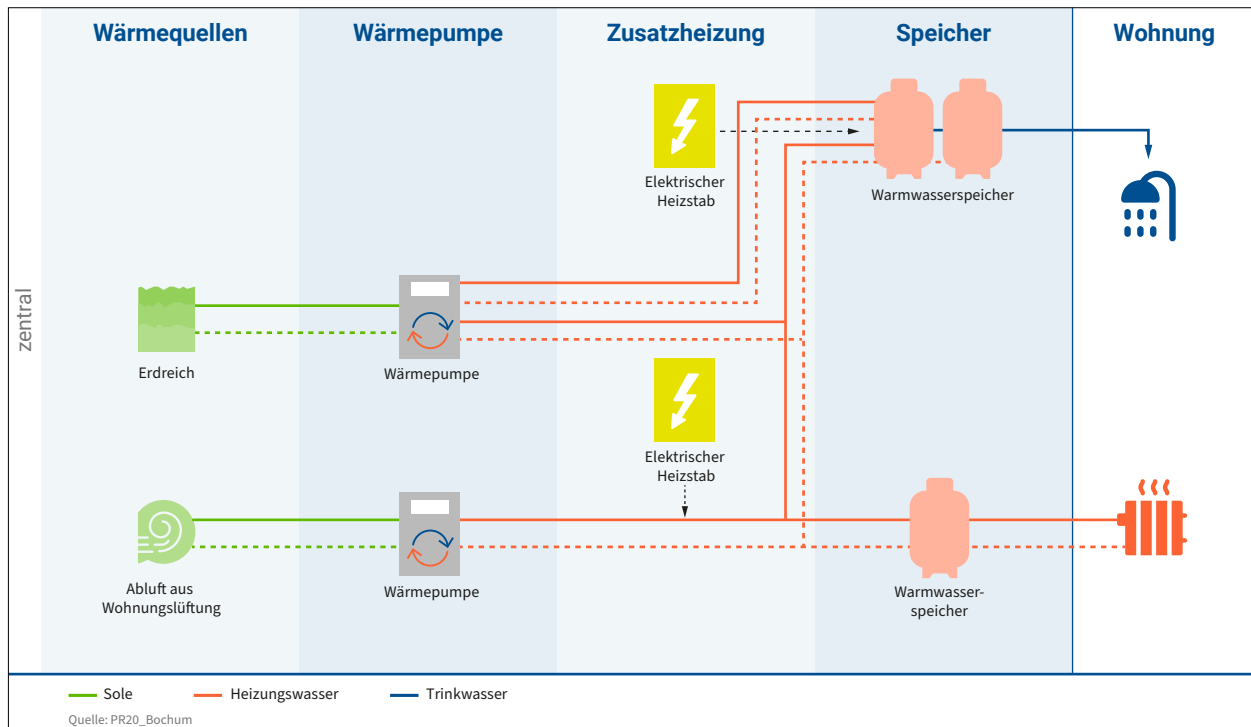 Wärmequellen
Wärmepumpe
Zusatzheizung
Speicher
Wohnung
zentral
Elektrischer
Heizstab
Warmwasserspeicher
Erdreich
Wärmepumpe
Elektrischer
Heizstab
Abluft aus
Wohnungslüftung
Wärmepumpe
Warmwasser-
speicher
Sole
Heizungswasser
Trinkwasser
Quelle: PR20_Bochum